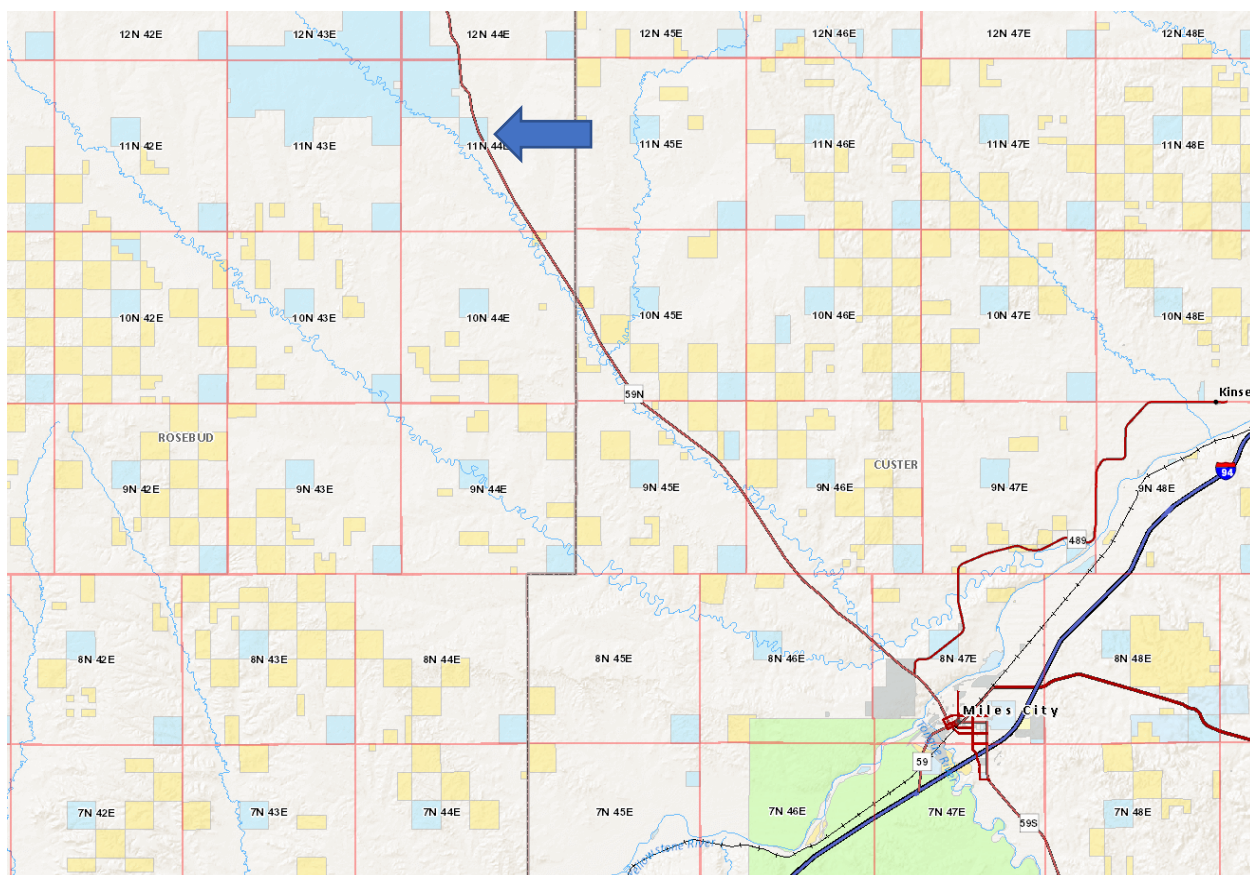 12N 42E
12N 43E
12N 44E
12N 45E
12N 46E
12N 47E
12N 48E
11N 42E
11N 43E
11N 44E
11N 45E
11N 46E
11N 47E
11N 48E
10N 42E
10N 43E
10N 44E
10N 45E
10N 46E
10N 47E
10N 48E
59N
Kinse
ROSEBUD
CUSTER
94
9N 42E
9N 43E
9N 44E
9N 45E
9N 46E
9N 47E
9N 48E
489
8N 42E
8N 43E
8N 44E
8N 45E
8N 46E
8N 47E
8N 48E
Miles City
59
7N 42E
7N 43E
7N 44E
7N 45E
7N 46E
7N 47E
7N 48E
59S